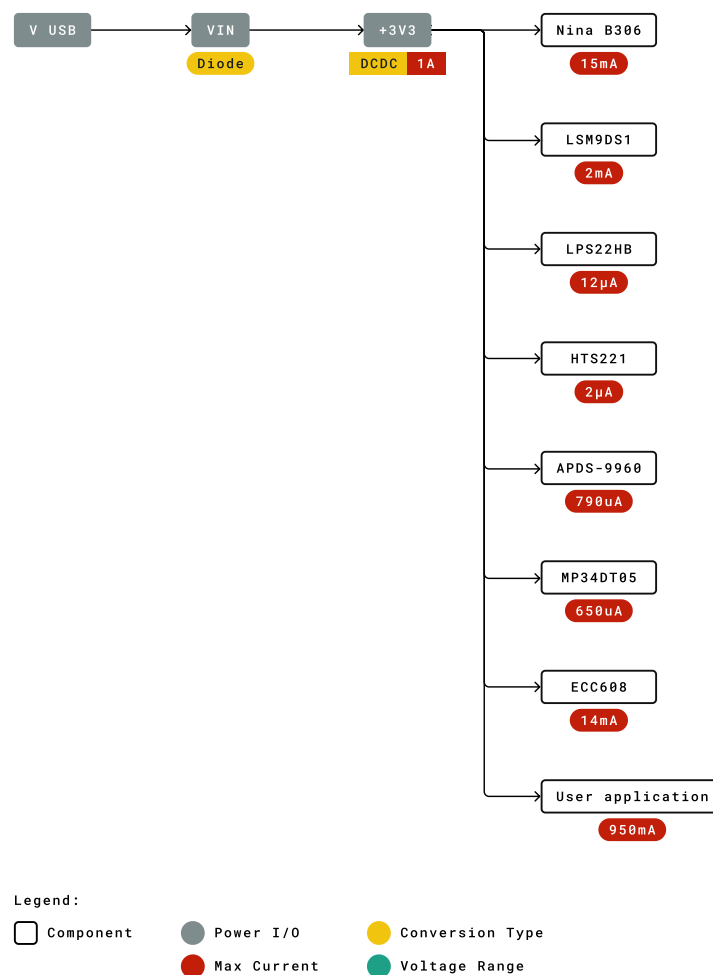 V USB
VIN
+3V3
Nina B306
Diode
DCDC
1A
15mA
LSM9DS1
2mA
LPS22HB
12µA
HTS221
2µA
APDS-9960
790uA
MP34DT05
650uA
ECC608
14mA
User application
950mA
Legend:
Component
Power I/O
Conversion Type
Max Current
Voltage Range